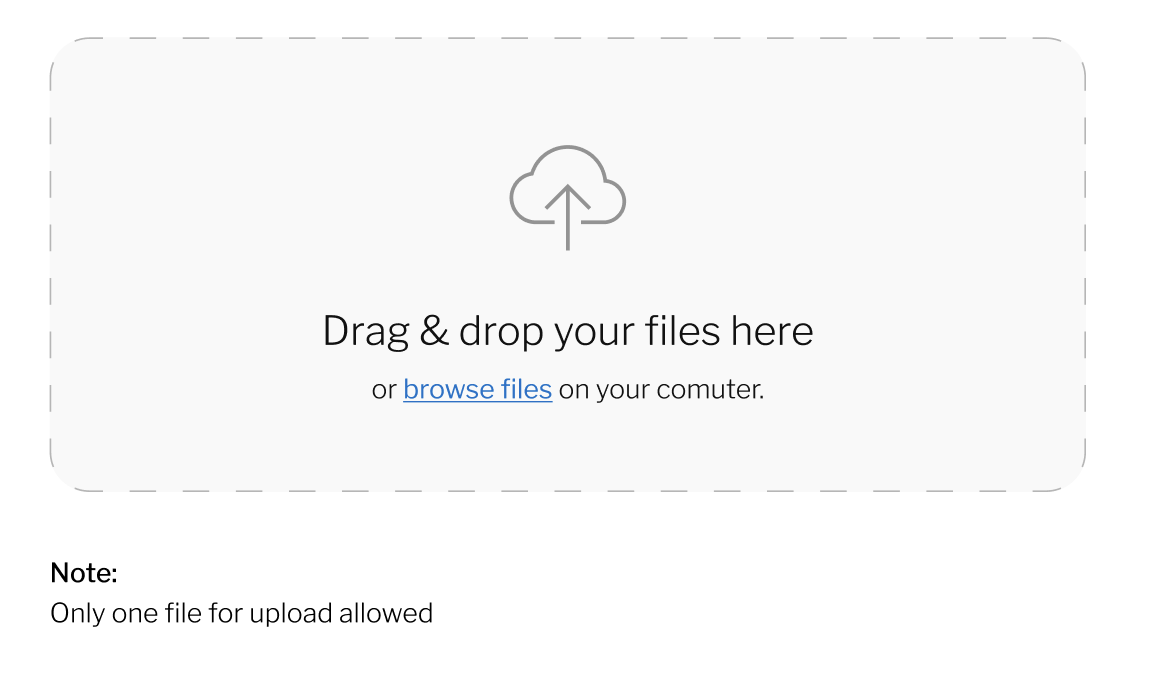 Drag & drop your files here
or browse files on your comuter.
Note:
Only one file for upload allowed